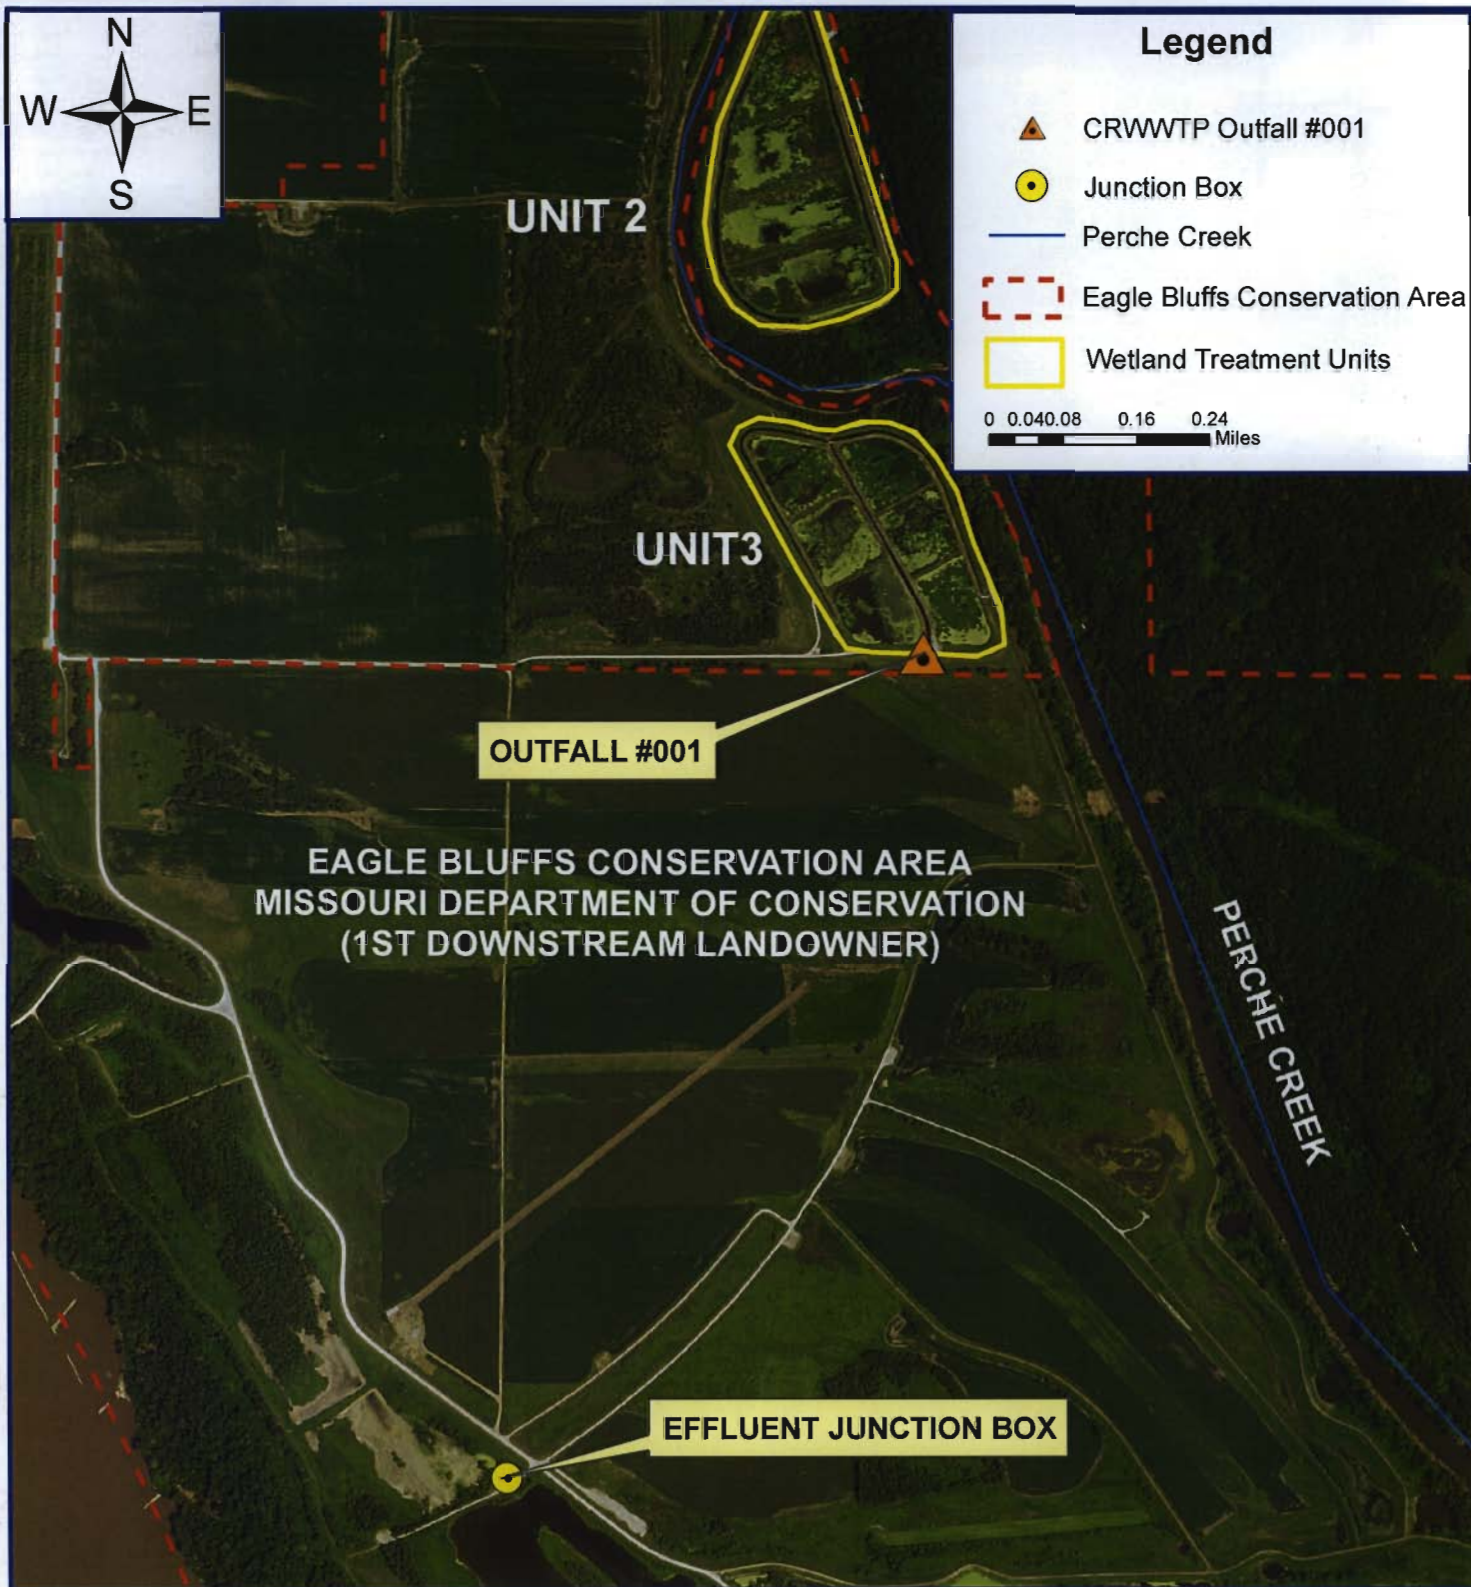 N
W E
S
Legend
CRWWTP Outfall #001
Junction Box
Perche Creek
Eagle Bluffs Conservation Area
Wetland Treatment Units
0 0.040.08 0.16 0.24
Miles
UNIT 2
UNIT3
OUTFALL #001
EAGLE BLUFFS CONSERVATION AREA
MISSOURI DEPARTMENT OF CONSERVATION
(1ST DOWNSTREAM LANDOWNER)
PERCHE CREEK
EFFLUENT JUNCTION BOX